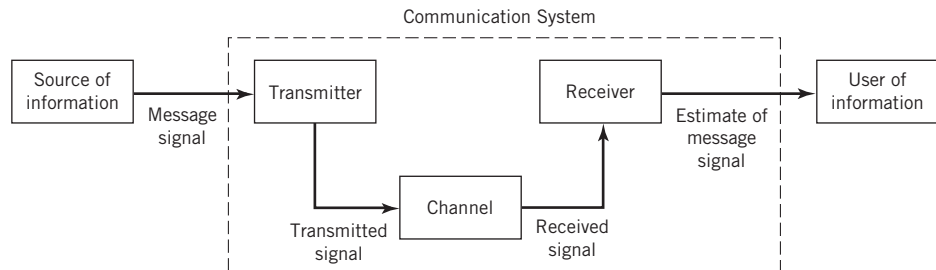 Communication System
Source of
information
Message
signal
Transmitter
Transmitted
signal
Channel
Received
signal
Receiver
Estimate of
message
signal
User of
information